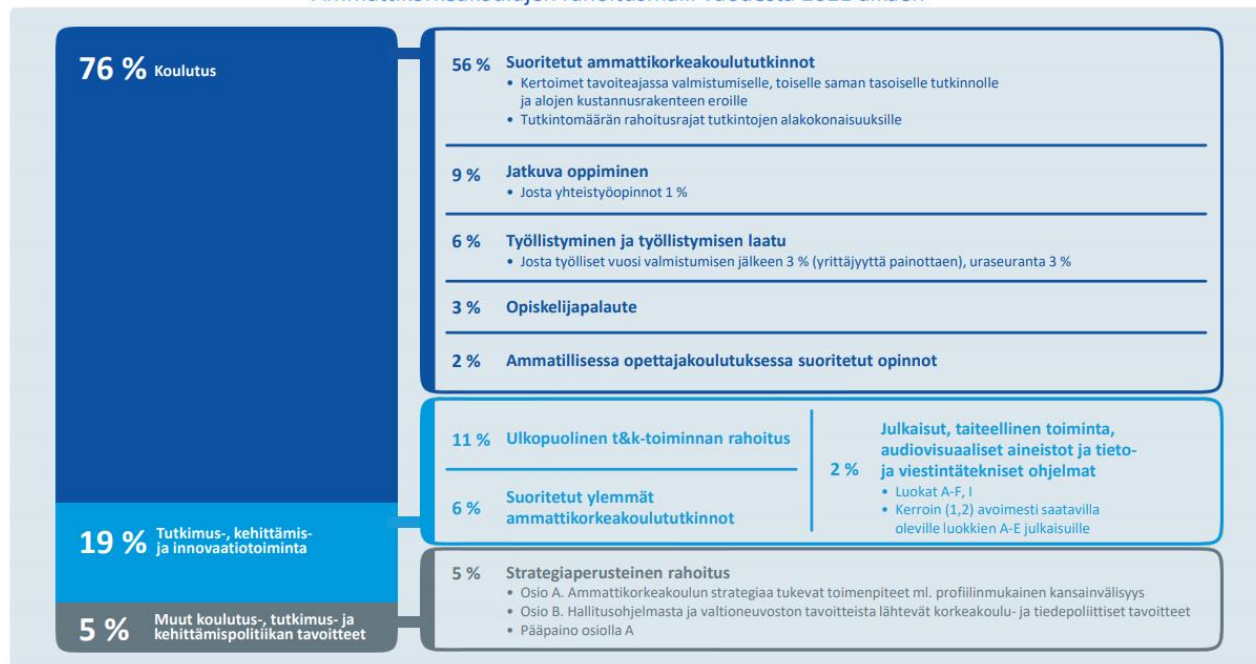 Ammattikorkeakoulujen rahoitusmalli vuodesta 2021 alkaen
76 % Koulutus
56 % Suoritetut ammattikorkeakoulututkinnot
• Kertoimet tavoiteajassa valmistumiselle, toiselle saman tasoiselle tutkinnolle
ja alojen kustannusrakenteen eroille
• Tutkintomäärän rahoitusrajat tutkintojen alakokonaisuuksille
9 % Jatkuva oppiminen
• Josta yhteistyöopinnot 1 %
6 % Työllistyminen ja työllistymisen laatu
• Josta työlliset vuosi valmistumisen jälkeen 3 % (yrittäjyyttä painottaen), uraseuranta 3 %
3 % Opiskelijapalaute
2 % Ammatillisessa opettajakoulutuksessa suoritetut opinnot
19 % Tutkimus-, kehittämis-
ja innovaatiotoiminta
11 % Ulkopuolinen t&k-toiminnan rahoitus
6 % Suoritetut ylemmät
ammattikorkeakoulututkinnot
2 % Julkaisut, taiteellinen toiminta,
audiovisuaaliset aineistot ja tieto-
ja viestintätekniset ohjelmat
• Luokat A-F, I
• Kerroin (1,2) avoimesti saatavilla
oleville luokkien A-E julkaisuille
5 % Muut koulutus-, tutkimus- ja
kehittämispolitiikan tavoitteet
5 % Strategiaperusteinen rahoitus
• Osio A. Ammattikorkeakoulun strategiaa tukevat toimenpiteet ml. profiilinmukainen kansainvälisyys
• Osio B. Hallitusohjelmasta ja valtioneuvoston tavoitteista lähtevät korkeakoulu- ja tiedepoliittiset tavoitteet
• Pääpaino osiolla A